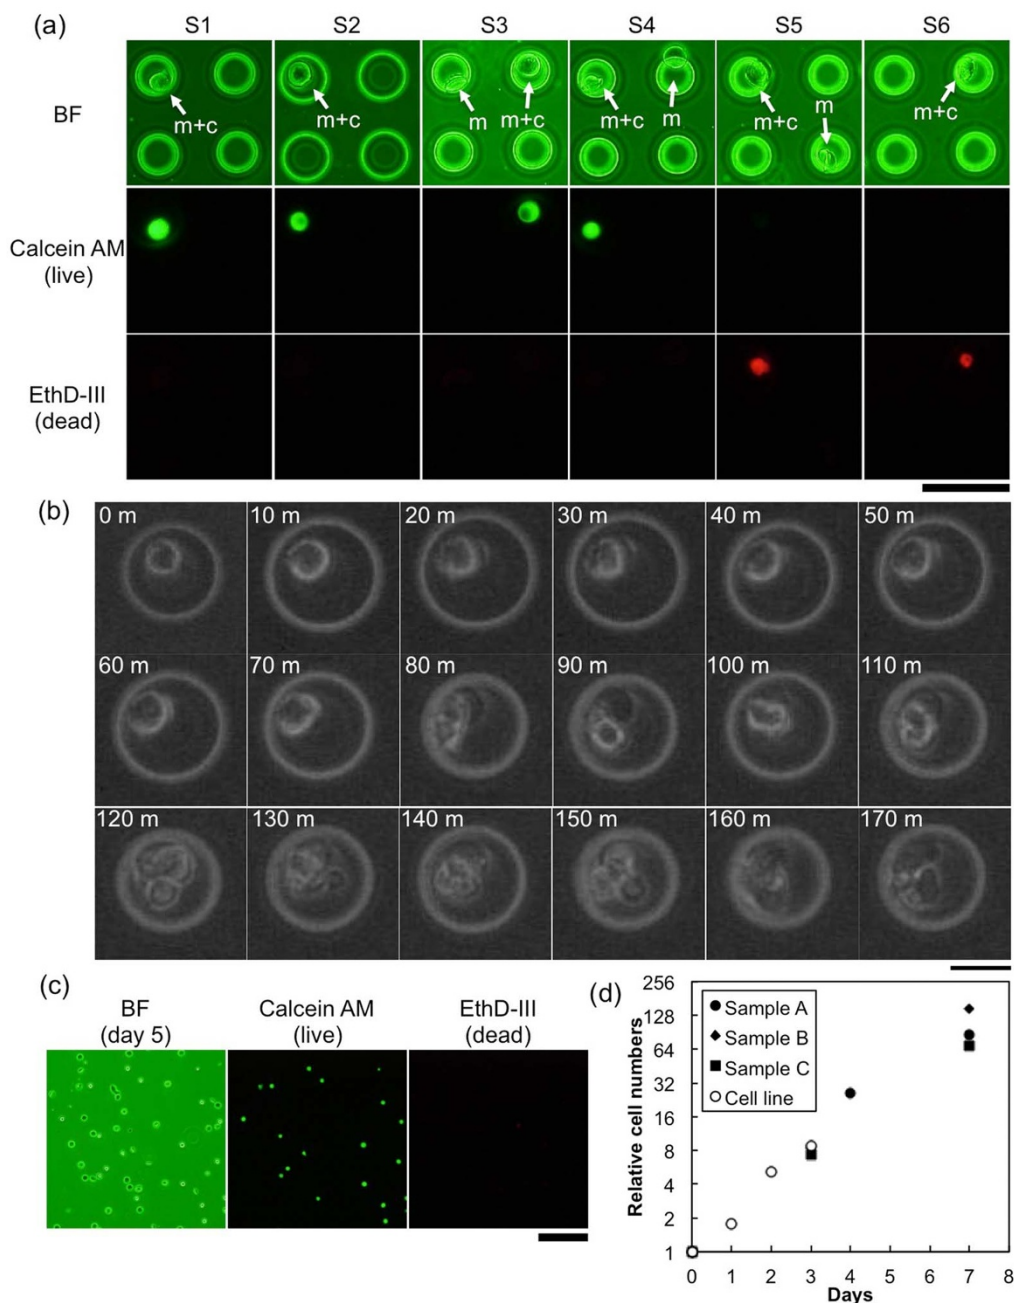 (a)
S1 S2 S3 S4 S5 S6
BF
m+c m+c m m+c m+c m m+c m m+c
Calcein AM
(live)
EthD-III
(dead)
(b)
0 m 10 m 20 m 30 m 40 m 50 m
60 m 70 m 80 m 90 m 100 m 110 m
120 m 130 m 140 m 150 m 160 m 170 m
(c)
BF
(day 5)
Calcein AM
(live)
EthD-III
(dead)
(d)
Relative cell numbers
256
128
64
32
16
8
4
2
1
Sample A
Sample B
Sample C
Cell line
0 1 2 3 4 5 6 7 8
Days